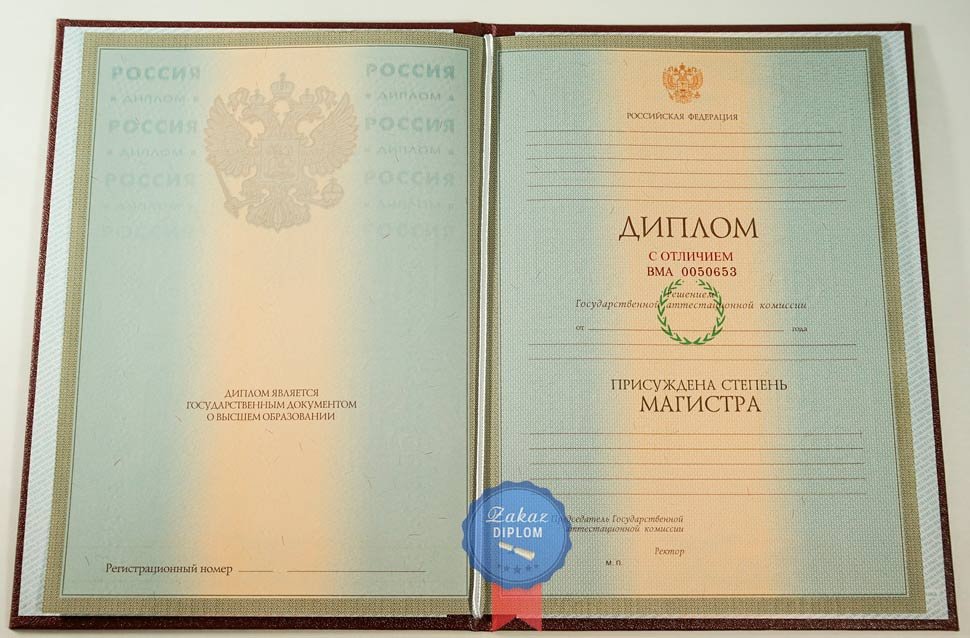 РОССИЯ РОССИЯ
ДИПЛОМ ДИПЛОМ
РОССИЯ РОССИЯ
ДИПЛОМ ДИПЛОМ
РОССИЯ РОССИЯ
ДИПЛОМ ДИПЛОМ
ДИПЛОМ ЯВЛЯЕТСЯ
ГОСУДАРСТВЕННЫМ ДОКУМЕНТОМ
О ВЫСШЕМ ОБРАЗОВАНИИ
Регистрационный номер
РОССИЙСКАЯ ФЕДЕРАЦИЯ
ДИПЛОМ
С ОТЛИЧИЕМ
ВМА 0050653
Решением
Государственной аттестационной комиссии
от года
ПРИСУЖДЕНА СТЕПЕНЬ
МАГИСТРА
Председатель Государственной
аттестационной комиссии
Ректор
М. П.
Zakaz
DIPLOM